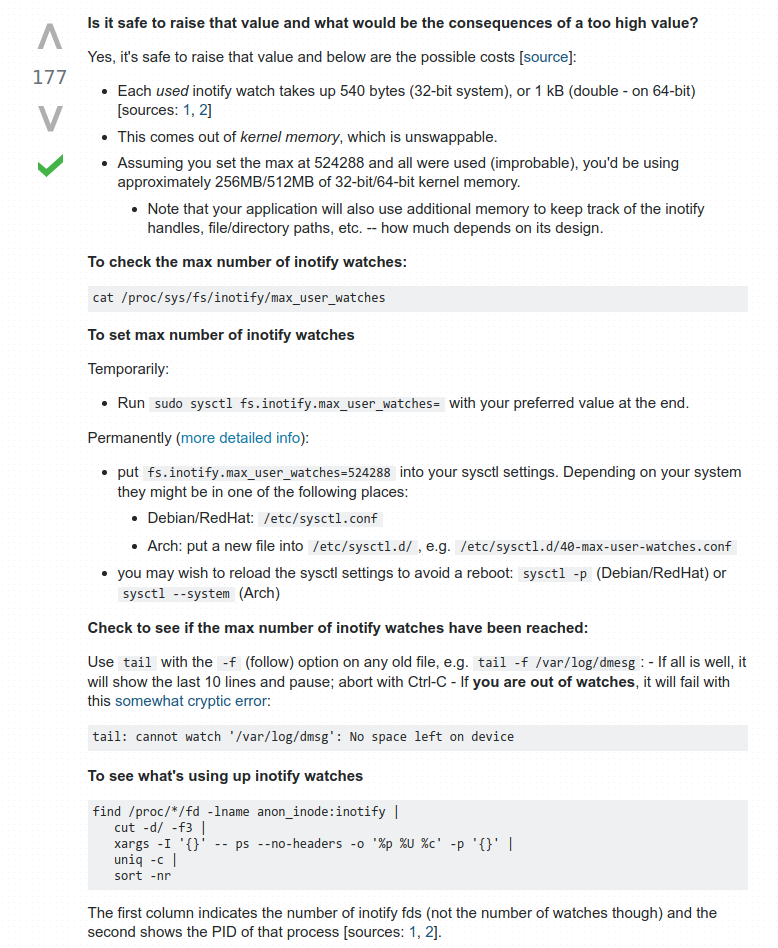 Is it safe to raise that value and what would be the consequences of a too high value?
177
Yes, it's safe to raise that value and below are the possible costs [source]:
• Each used inotify watch takes up 540 bytes (32-bit system), or 1 kB (double - on 64-bit)
[sources: 1, 2]
• This comes out of kernel memory, which is unswappable.
• Assuming you set the max at 524288 and all were used (improbable), you'd be using
approximately 256MB/512MB of 32-bit/64-bit kernel memory.
• Note that your application will also use additional memory to keep track of the inotify
handles, file/directory paths, etc. -- how much depends on its design.
To check the max number of inotify watches:
cat /proc/sys/fs/inotify/max_user_watches
To set max number of inotify watches
Temporarily:
• Run sudo sysctl fs.inotify.max_user_watches= with your preferred value at the end.
Permanently (more detailed info):
• put fs.inotify.max_user_watches=524288 into your sysctl settings. Depending on your system
they might be in one of the following places:
• Debian/RedHat: /etc/sysctl.conf
• Arch: put a new file into /etc/sysctl.d/ , e.g. /etc/sysctl.d/40-max-user-watches.conf
• you may wish to reload the sysctl settings to avoid a reboot: sysctl -p (Debian/RedHat) or
sysctl --system (Arch)
Check to see if the max number of inotify watches have been reached:
Use tail with the -f (follow) option on any old file, e.g. tail -f /var/log/dmesg : - If all is well, it
will show the last 10 lines and pause; abort with Ctrl-C - If you are out of watches, it will fail with
this somewhat cryptic error:
tail: cannot watch '/var/log/dmsg': No space left on device
To see what's using up inotify watches
find /proc/*/fd -lname anon_inode:inotify |
cut -d/ -f3 |
xargs -I '{}' -- ps --no-headers -o '%p %U %c' -p '{}' |
uniq -c |
sort -nr
The first column indicates the number of inotify fds (not the number of watches though) and the
second shows the PID of that process [sources: 1, 2].